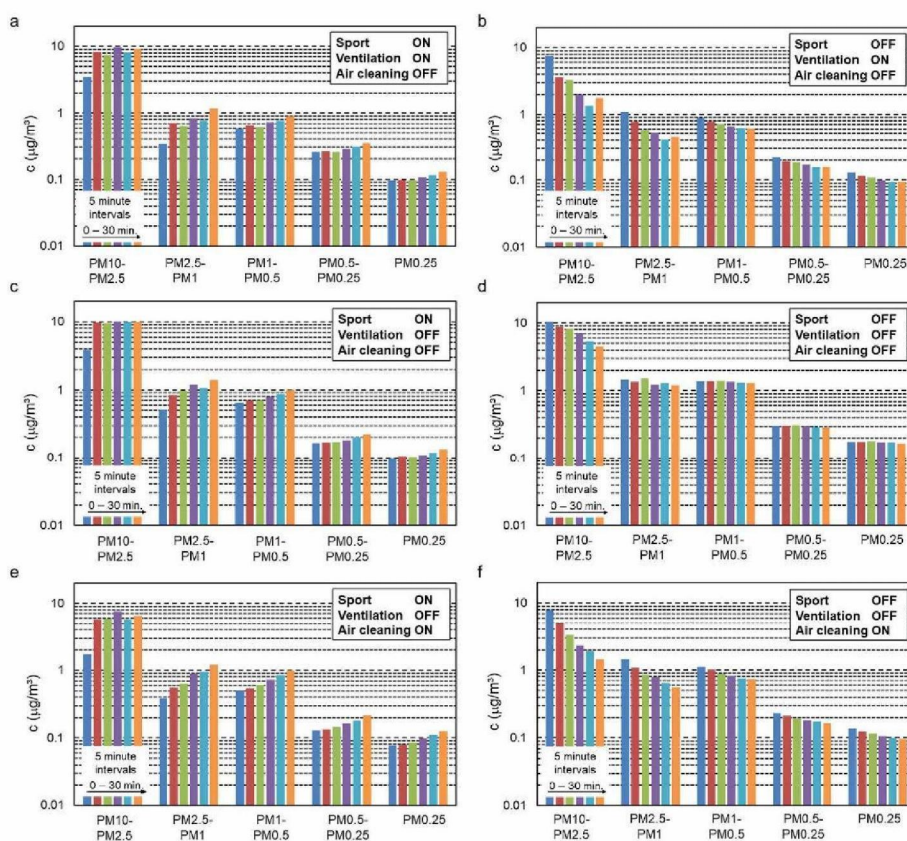 a
Sport ON
Ventilation ON
Air cleaning OFF
c (µg/m³)
10
1
0.1
0.01
5 minute
intervals
0 – 30 min.
PM10-
PM2.5
PM2.5-
PM1
PM1-
PM0.5
PM0.5-
PM0.25
PM0.25
b
Sport OFF
Ventilation ON
Air cleaning OFF
c (µg/m³)
10
1
0.1
0.01
5 minute
intervals
0 – 30 min.
PM10-
PM2.5
PM2.5-
PM1
PM1-
PM0.5
PM0.5-
PM0.25
PM0.25
c
Sport ON
Ventilation OFF
Air cleaning OFF
c (µg/m³)
10
1
0.1
0.01
5 minute
intervals
0 – 30 min.
PM10-
PM2.5
PM2.5-
PM1
PM1-
PM0.5
PM0.5-
PM0.25
PM0.25
d
Sport OFF
Ventilation OFF
Air cleaning OFF
c (µg/m³)
10
1
0.1
0.01
5 minute
intervals
0 – 30 min.
PM10-
PM2.5
PM2.5-
PM1
PM1-
PM0.5
PM0.5-
PM0.25
PM0.25
e
Sport ON
Ventilation OFF
Air cleaning ON
c (µg/m³)
10
1
0.1
0.01
5 minute
intervals
0 – 30 min.
PM10-
PM2.5
PM2.5-
PM1
PM1-
PM0.5
PM0.5-
PM0.25
PM0.25
f
Sport OFF
Ventilation OFF
Air cleaning ON
c (µg/m³)
10
1
0.1
0.01
5 minute
intervals
0 – 30 min.
PM10-
PM2.5
PM2.5-
PM1
PM1-
PM0.5
PM0.5-
PM0.25
PM0.25